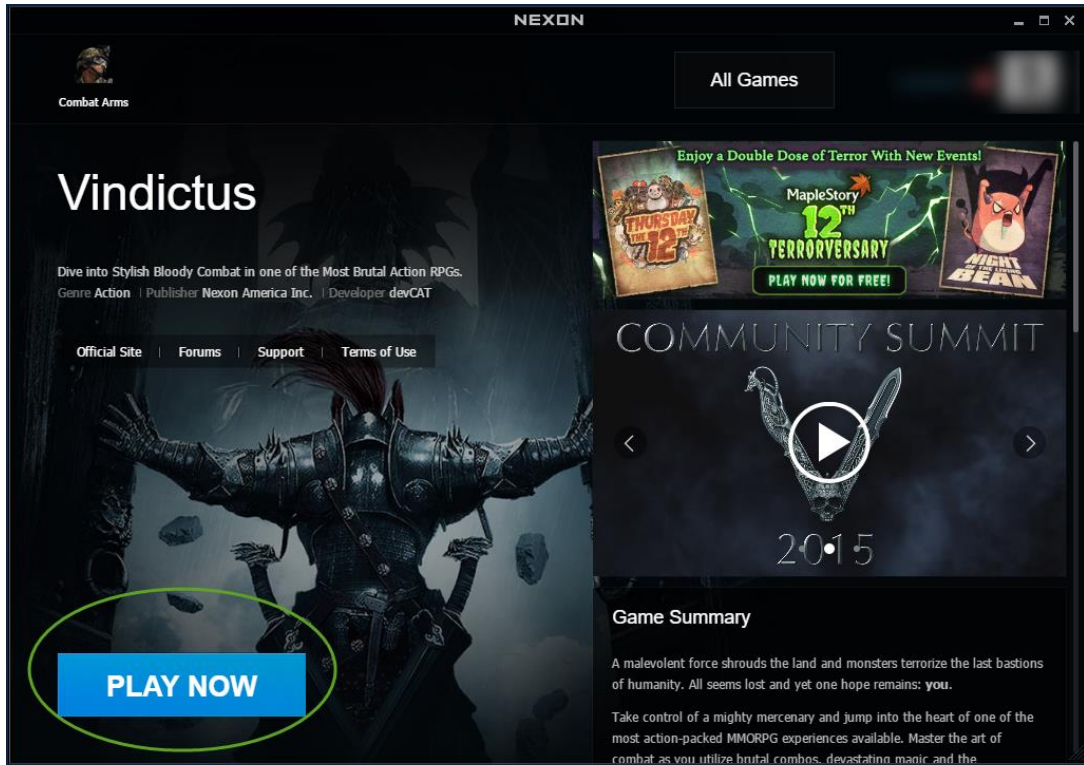 NEXON
Combat Arms
All Games
Vindictus
Dive into Stylish Bloody Combat in one of the Most Brutal Action RPGs.
Genre Action | Publisher Nexon America Inc. | Developer devCAT
Official Site | Forums | Support | Terms of Use
PLAY NOW
Enjoy a Double Dose of Terror With New Events!
THURSDAY
THE 12TH
MapleStory
12TH
TERRORVERSARY
PLAY NOW FOR FREE!
NIGHT
OF THE LIVING
BEAN
COMMUNITY SUMMIT
2015
Game Summary
A malevolent force shrouds the land and monsters terrorize the last bastions
of humanity. All seems lost and yet one hope remains: you.
Take control of a mighty mercenary and jump into the heart of one of the
most action-packed MMORPG experiences available. Master the art of
combat as you utilize brutal combos, devastating magic and the